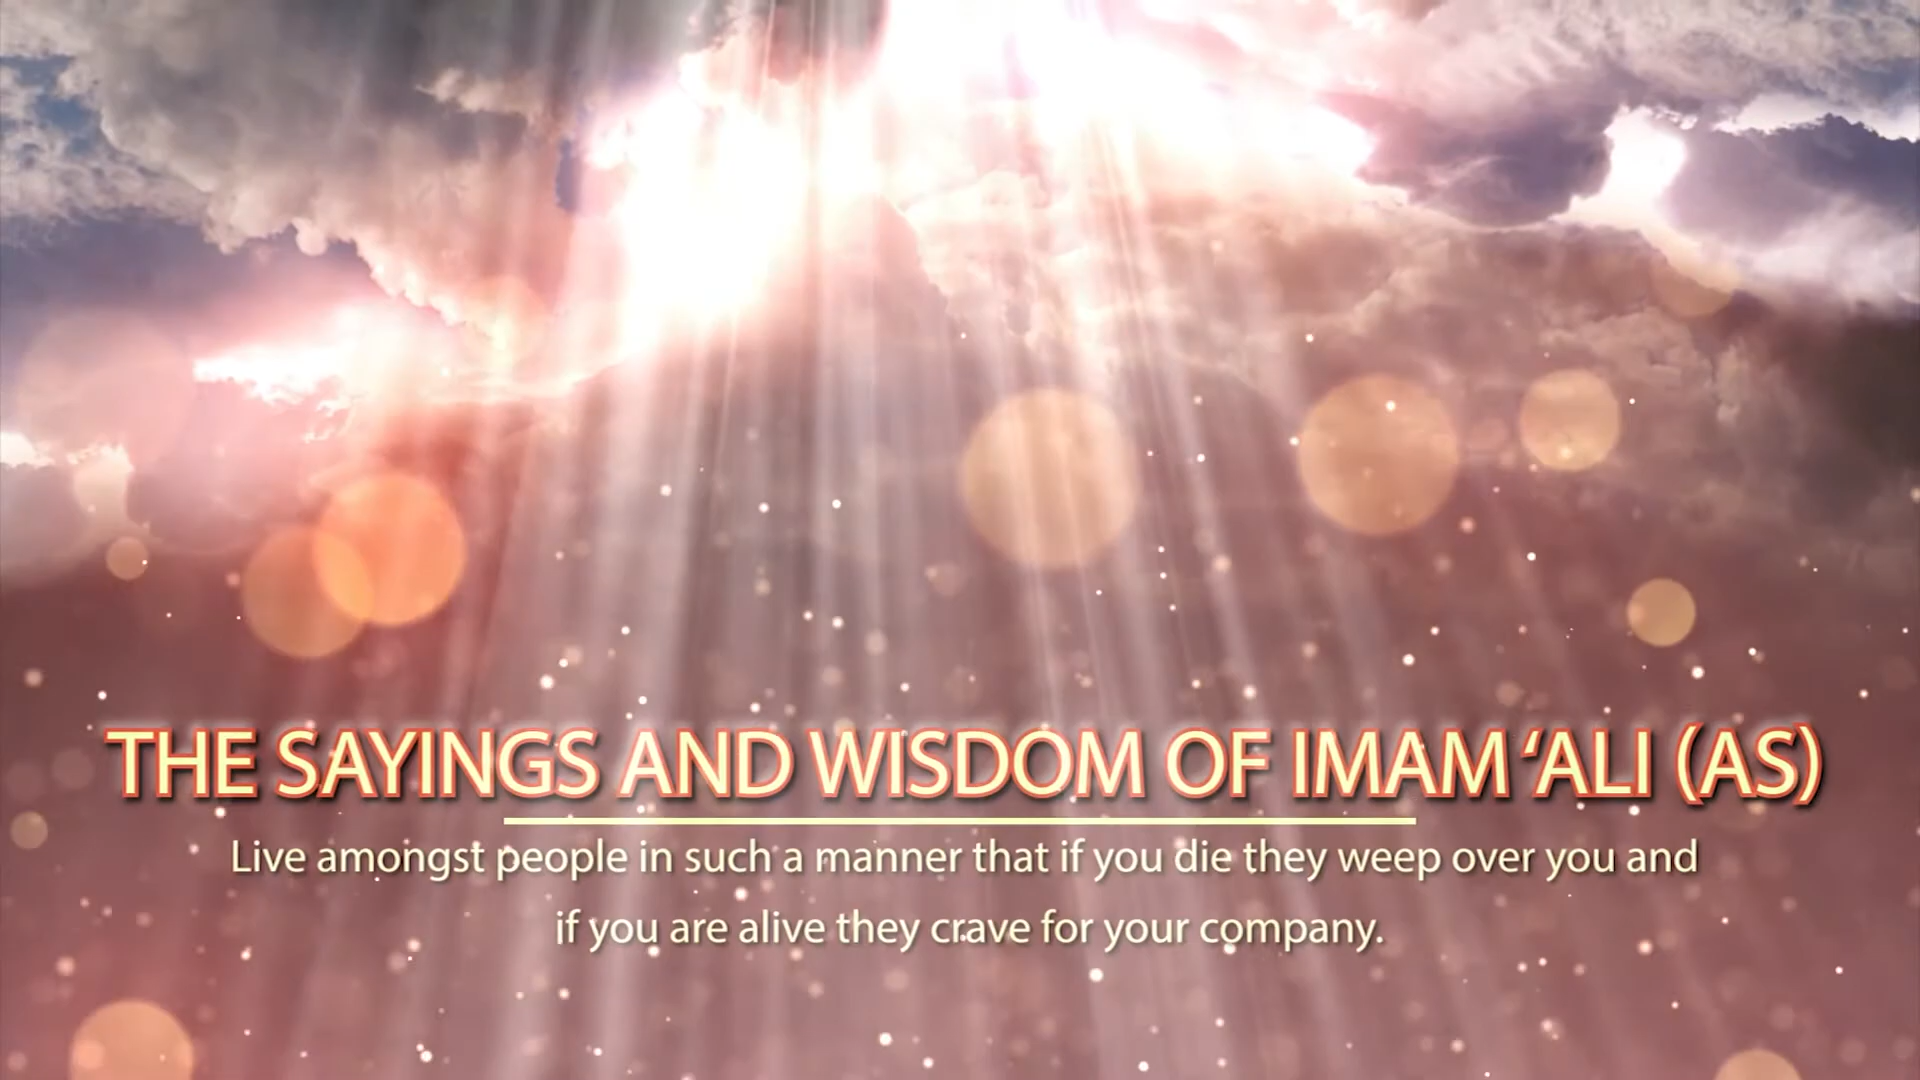 THE SAYINGS AND WISDOM OF IMAM ‘ALI (AS)
Live amongst people in such a manner that if you die they weep over you and
if you are alive they crave for your company.